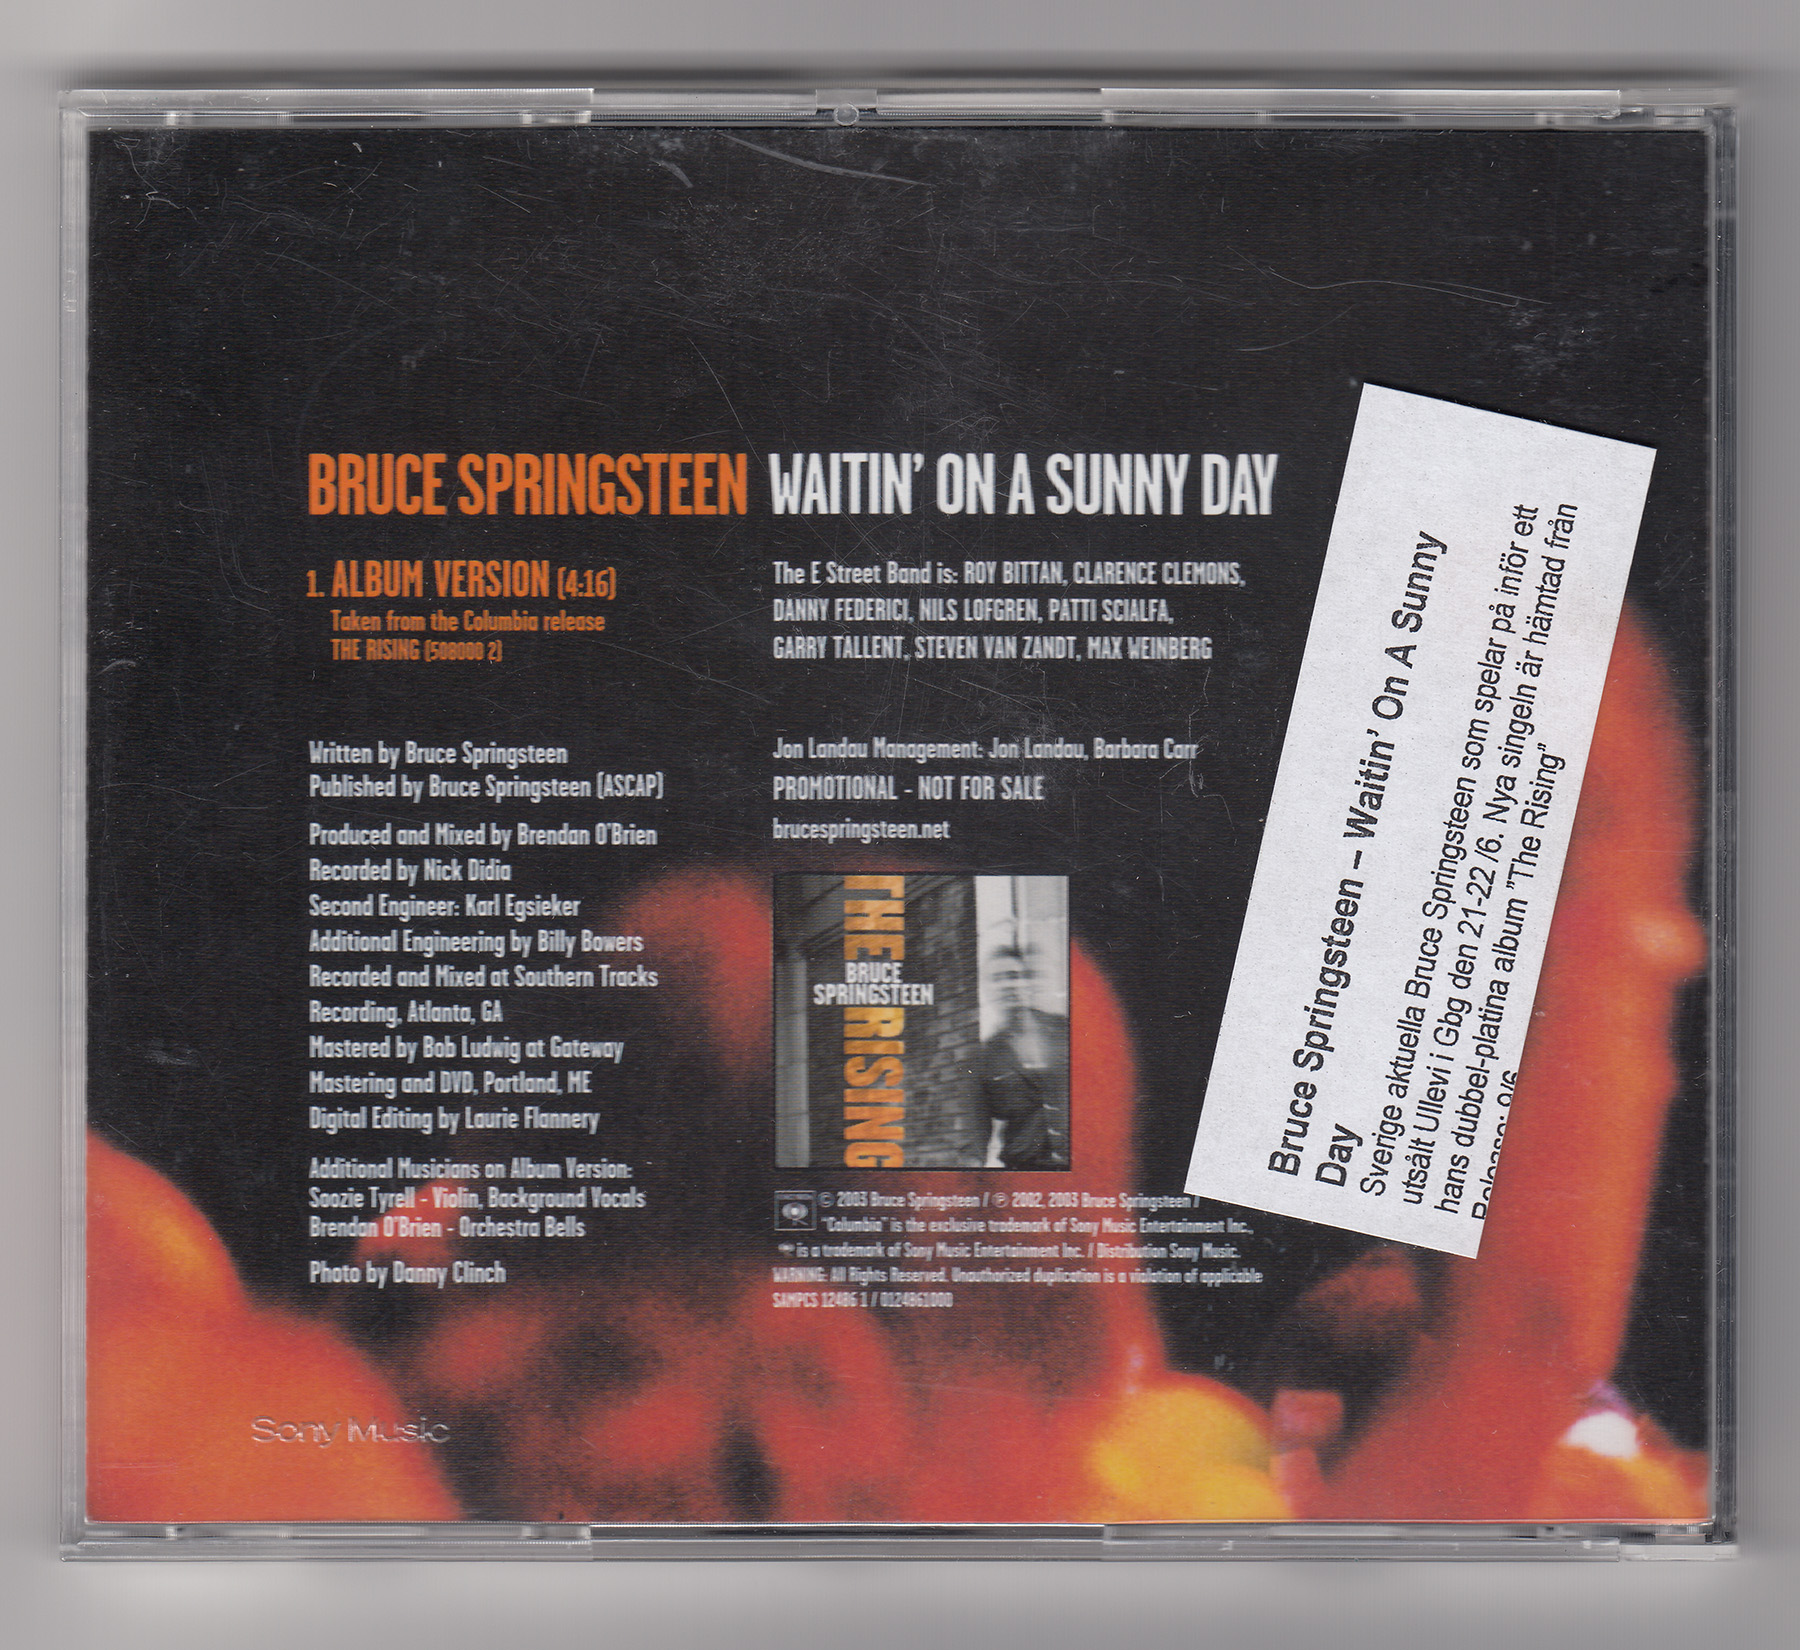 BRUCE SPRINGSTEEN WAITIN' ON A SUNNY DAY
1. ALBUM VERSION (4:16)
Taken from the Columbia release
THE RISING (508000 2)
Written by Bruce Springsteen
Published by Bruce Springsteen (ASCAP)
Produced and Mixed by Brendan O'Brien
Recorded by Nick Didia
Second Engineer: Karl Egsieker
Additional Engineering by Billy Bowers
Recorded and Mixed at Southern Tracks
Recording, Atlanta, GA
Mastered by Bob Ludwig at Gateway
Mastering and DVD, Portland, ME
Digital Editing by Laurie Flannery
Additional Musicians on Album Version:
Soozie Tyrell - Violin, Background Vocals
Brendan O'Brien - Orchestra Bells
Photo by Danny Clinch
The E Street Band is: ROY BITTAN, CLARENCE CLEMONS,
DANNY FEDERICI, NILS LOFGREN, PATTI SCIALFA,
GARRY TALLENT, STEVEN VAN ZANDT, MAX WEINBERG
Jon Landau Management: Jon Landau, Barbara Carr
PROMOTIONAL - NOT FOR SALE
brucespringsteen.net
THE RISING
BRUCE
SPRINGSTEEN
© 2003 Bruce Springsteen / ℗ 2002, 2003 Bruce Springsteen /
"Columbia" is the exclusive trademark of Sony Music Entertainment Inc.,
is a trademark of Sony Music Entertainment Inc. / Distribution Sony Music.
WARNING: All Rights Reserved. Unauthorized duplication is a violation of applicable
SAMPCS 12486 1 / 0124861000
Sony Music
Bruce Springsteen – Waitin' On A Sunny
Day
Sverige aktuella Bruce Springsteen som spelar på inför ett
utsålt Ullevi i Gbg den 21-22 /6. Nya singeln är hämtad från
hans dubbel-platina album "The Rising"
9/6